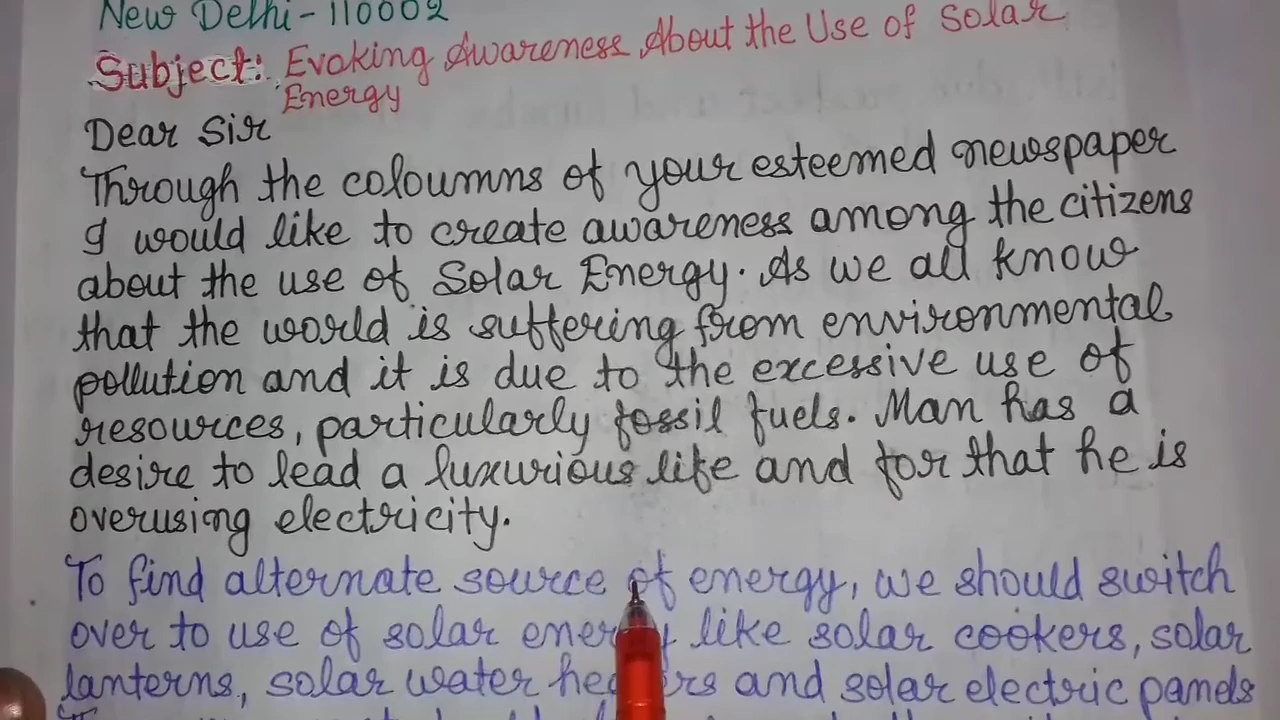 New Delhi - 110002
Subject: Evoking Awareness About the Use of Solar
Energy
Dear Sir
Through the coloumns of your esteemed newspaper
I would like to create awareness among the citizens
about the use of Solar Energy. As we all know
that the world is suffering from environmental
pollution and it is due to the excessive use of
resources, particularly fossil fuels. Man has a
desire to lead a luxurious life and for that he is
overusing electricity.
To find alternate source of energy, we should switch
over to use of solar energy like solar cookers, solar
lanterns, solar water heaters and solar electric panels